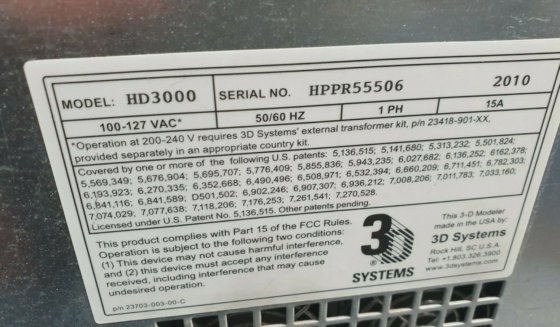 MODEL: HD3000 SERIAL NO. HPPR55506 2010
100-127 VAC* 50/60 HZ 1 PH 15A
*Operation at 200-240 V requires 3D Systems' external transformer kit, p/n 23418-901-XX,
provided separately in an appropriate country kit.
Covered by one or more of the following U.S. patents: 5,136,515, 5,141,680, 5,313,232, 5,501,824,
5,569,349, 5,676,904, 5,695,707, 5,776,409, 5,855,836, 5,943,235, 6,027,682, 6,136,252, 6162,378,
6,193,923, 6,270,335, 6,352,668, 6,490,496, 6,508,971, 6,532,394, 6,660,209, 6,711,451, 6,782,303,
6,841,116, 6,841,589, D501,502, 6,902,246, 6,907,307, 6,936,212, 7,008,206, 7,011,783, 7,033,160,
7,074,029, 7,077,638, 7,118,206, 7,176,253, 7,261,541, 7,270,528.
Licensed under U.S. Patent No. 5,136,515. Other patents pending.
This product complies with Part 15 of the FCC Rules.
Operation is subject to the following two conditions:
(1) This device may not cause harmful interference,
and (2) this device must accept any interference
received, including interference that may cause
undesired operation.
p/n 23703-003-00-C
3D
SYSTEMS
This 3-D Modeler
made in the USA by:
3D Systems
Rock Hill, SC U.S.A.
Tel: +1.803.326.3900
www.3dsystems.com